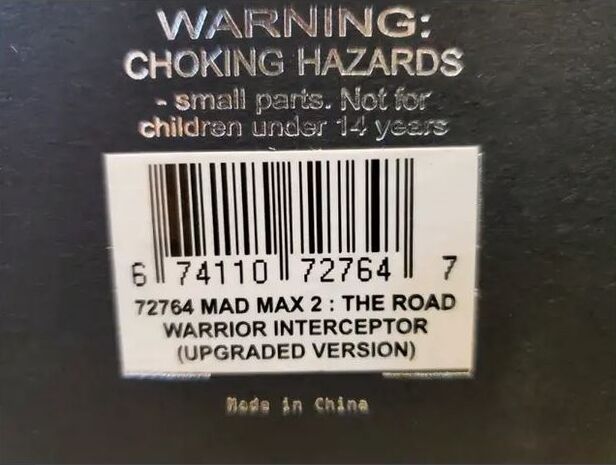 WARNING:
CHOKING HAZARDS
- small parts. Not for
children under 14 years
6 74110 72764 7
72764 MAD MAX 2 : THE ROAD
WARRIOR INTERCEPTOR
(UPGRADED VERSION)
Made in China